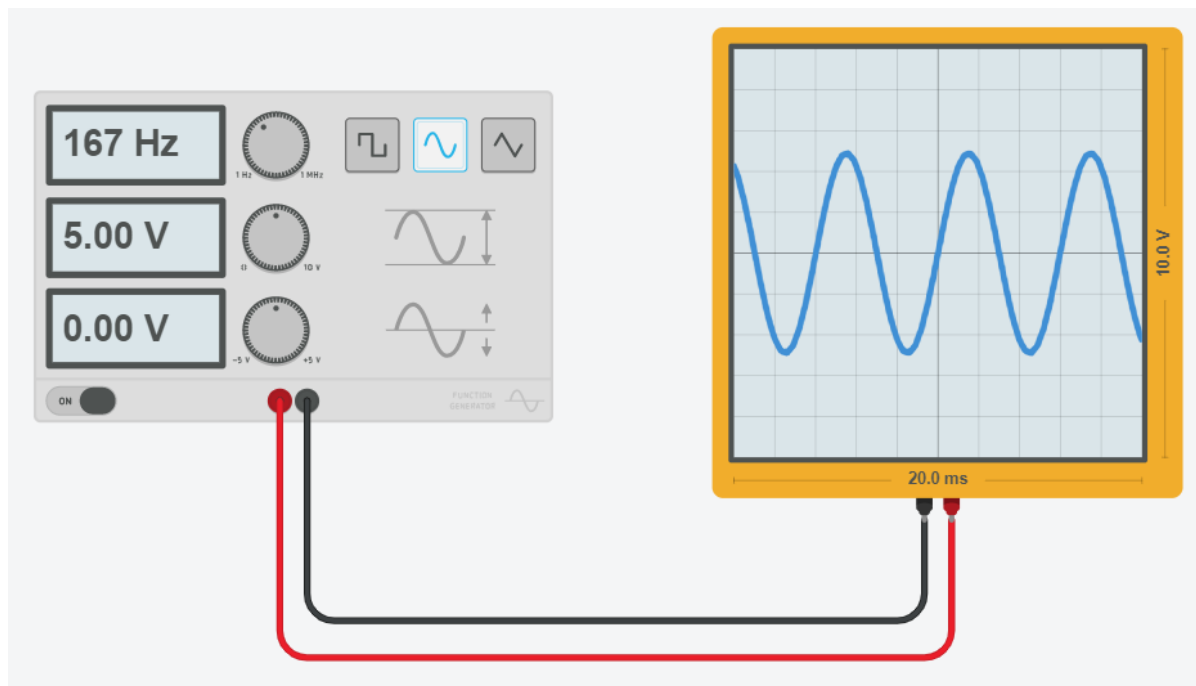 167 Hz
1 Hz
1 MHz
5.00 V
0
10 V
0.00 V
-5 V
+5 V
ON
FUNCTION
GENERATOR
10.0 V
20.0 ms